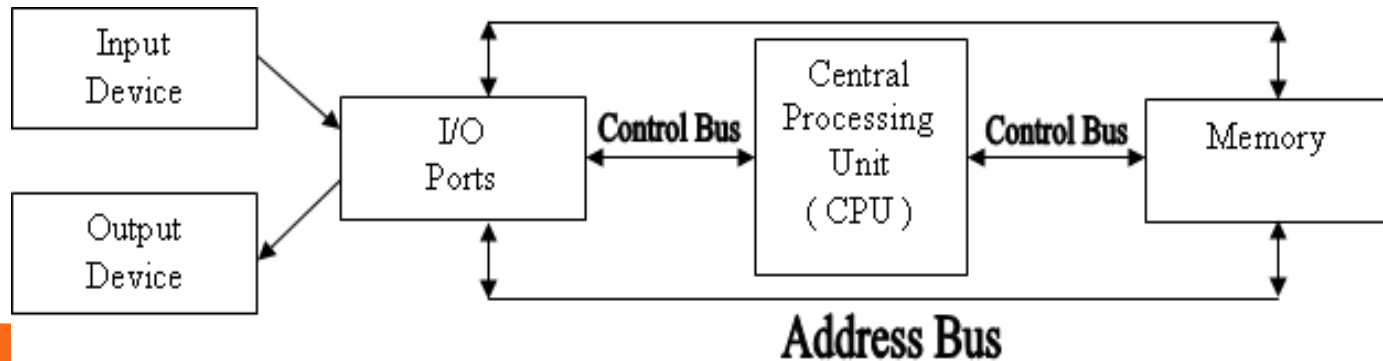 Input
Device
Output
Device
I/O
Ports
Control Bus
Central
Processing
Unit
( CPU )
Control Bus
Memory
Address Bus